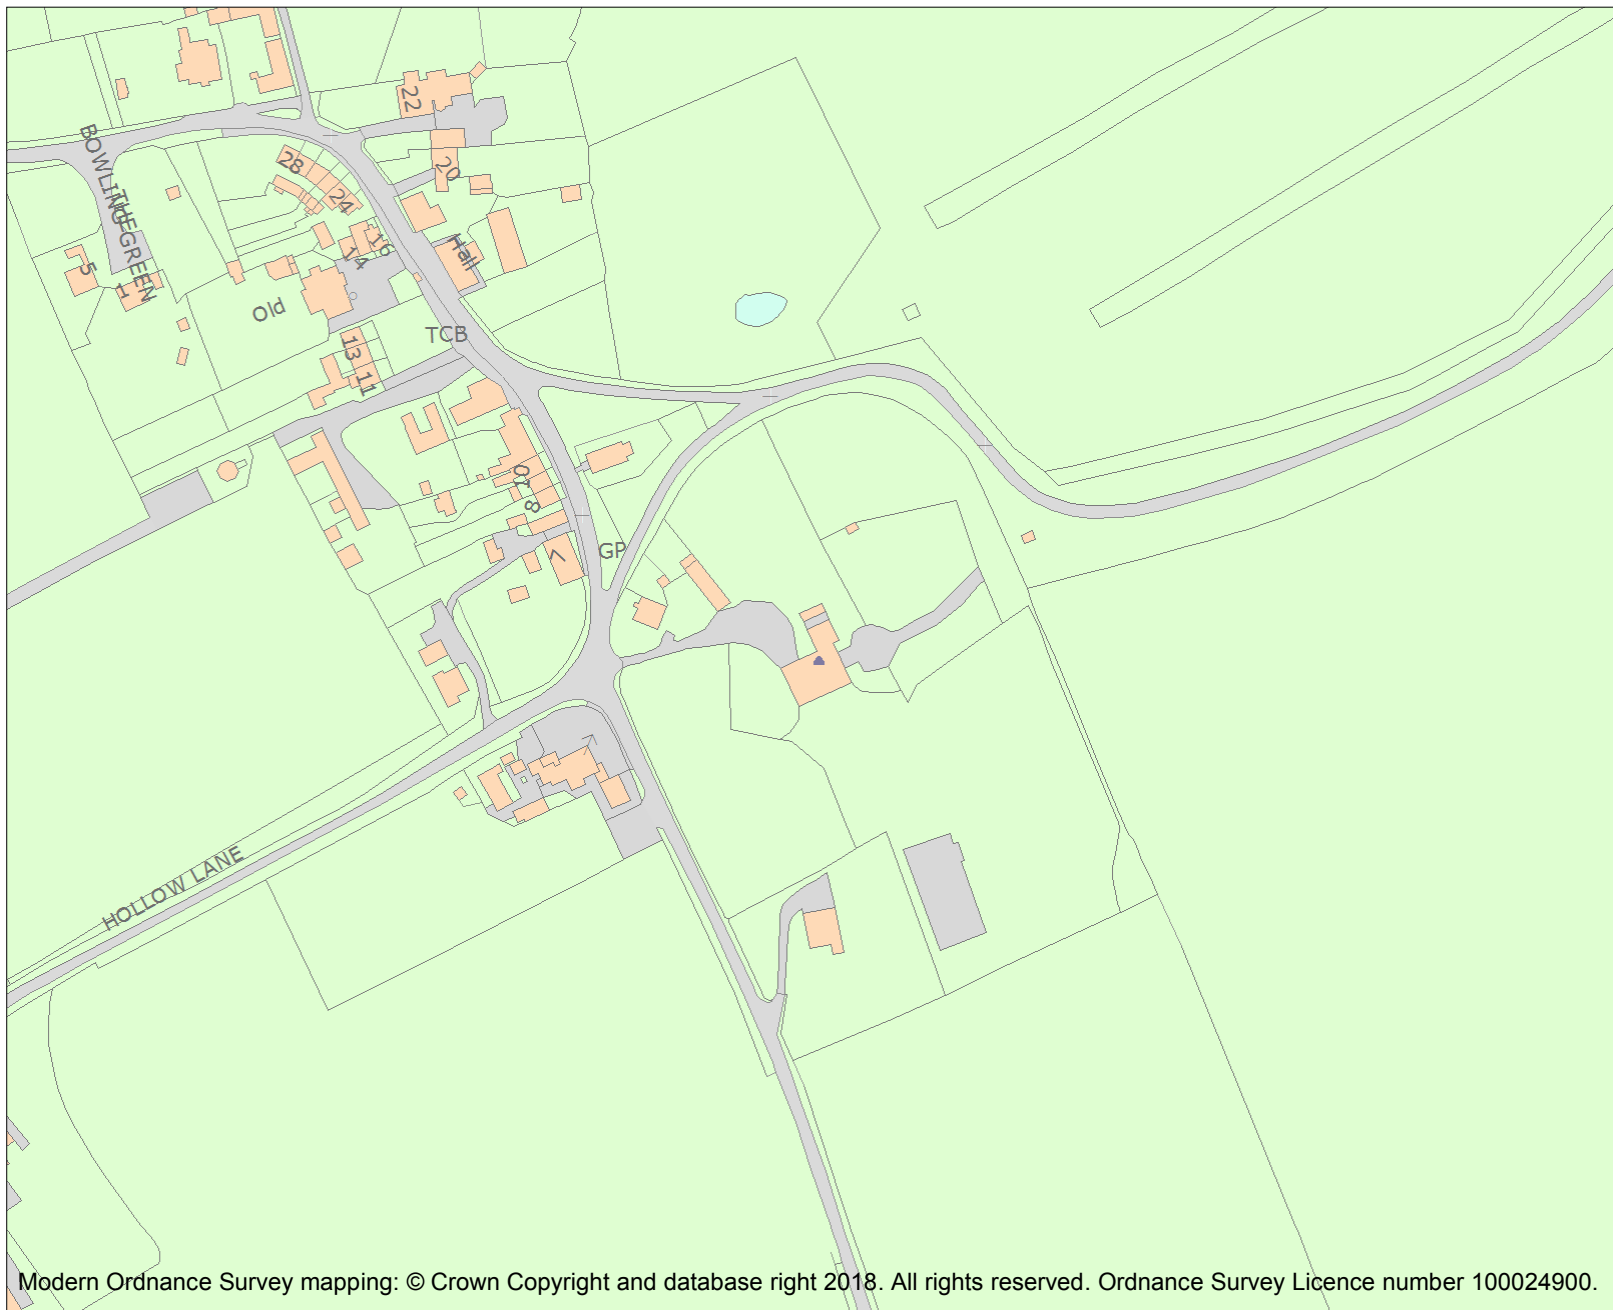 22
BOWLING
THE GREEN
28
20
24
16
14
Hall
5
1
Old
TCB
13
11
10
8
7
GP
HOLLOW LANE
Modern Ordnance Survey mapping: © Crown Copyright and database right 2018. All rights reserved. Ordnance Survey Licence number 100024900.